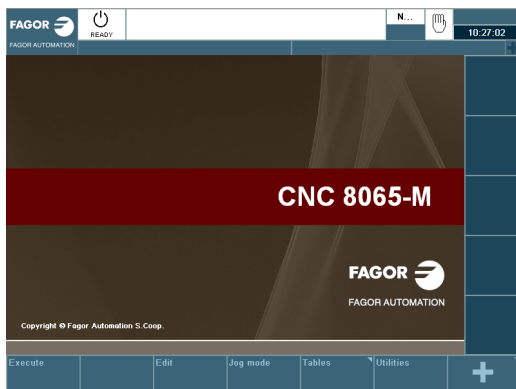 FAGOR
FAGOR AUTOMATION
READY
N...
10:27:02
CNC 8065-M
FAGOR
FAGOR AUTOMATION
Copyright © Fagor Automation S.Coop.
Execute Edit Jog mode Tables Utilities